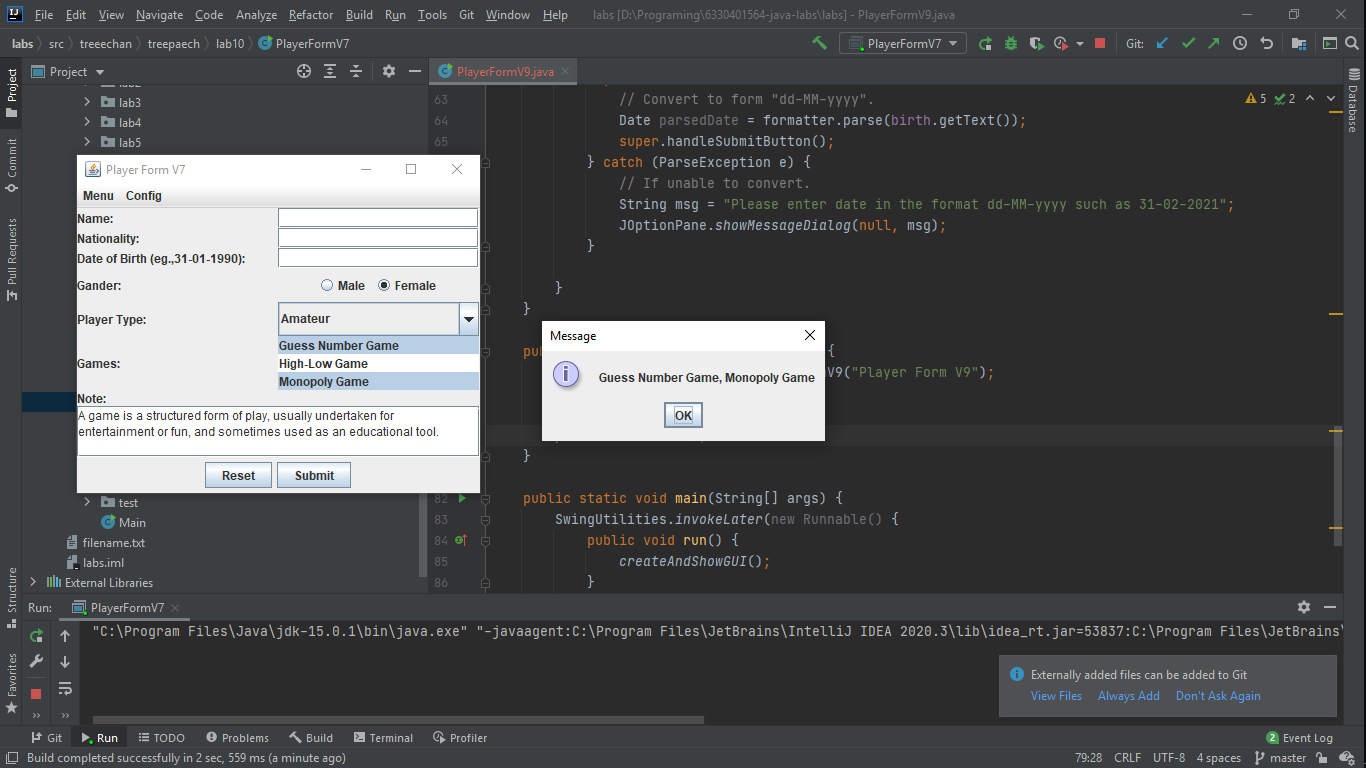 File Edit View Navigate Code Analyze Refactor Build Run Tools Git Window Help labs [D:\Programing\6330401564-java-labs\labs] - PlayerFormV9.java
labs src treeechan treepaech lab10 PlayerFormV7
PlayerFormV7
Git:
Project
Project
PlayerFormV9.java
Database
lab3
lab4
lab5
Commit
Pull Requests
63 // Convert to form "dd-MM-yyyy".
5 2
64 Date parsedDate = formatter.parse(birth.getText());
65 super.handleSubmitButton();
} catch (ParseException e) {
// If unable to convert.
String msg = "Please enter date in the format dd-MM-yyyy such as 31-02-2021";
JOptionPane.showMessageDialog(null, msg);
}
}
}
{
V9("Player Form V9");
}
82 public static void main(String[] args) {
83 SwingUtilities.invokeLater(new Runnable() {
84 public void run() {
85 createAndShowGUI();
86 }
Player Form V7
Menu Config
Name:
Nationality:
Date of Birth (eg.,31-01-1990):
Gander: Male Female
Player Type: Amateur
Guess Number Game
Games: High-Low Game
Monopoly Game
Note:
A game is a structured form of play, usually undertaken for
entertainment or fun, and sometimes used as an educational tool.
Reset Submit
Message
Guess Number Game, Monopoly Game
OK
test
Main
filename.txt
labs.iml
External Libraries
Structure
Favorites
Run: PlayerFormV7
"C:\Program Files\Java\jdk-15.0.1\bin\java.exe" "-javaagent:C:\Program Files\JetBrains\IntelliJ IDEA 2020.3\lib\idea_rt.jar=53837:C:\Program Files\JetBrains\
Externally added files can be added to Git
View Files Always Add Don't Ask Again
Git Run TODO Problems Build Terminal Profiler 2 Event Log
Build completed successfully in 2 sec, 559 ms (a minute ago) 79:28 CRLF UTF-8 4 spaces master